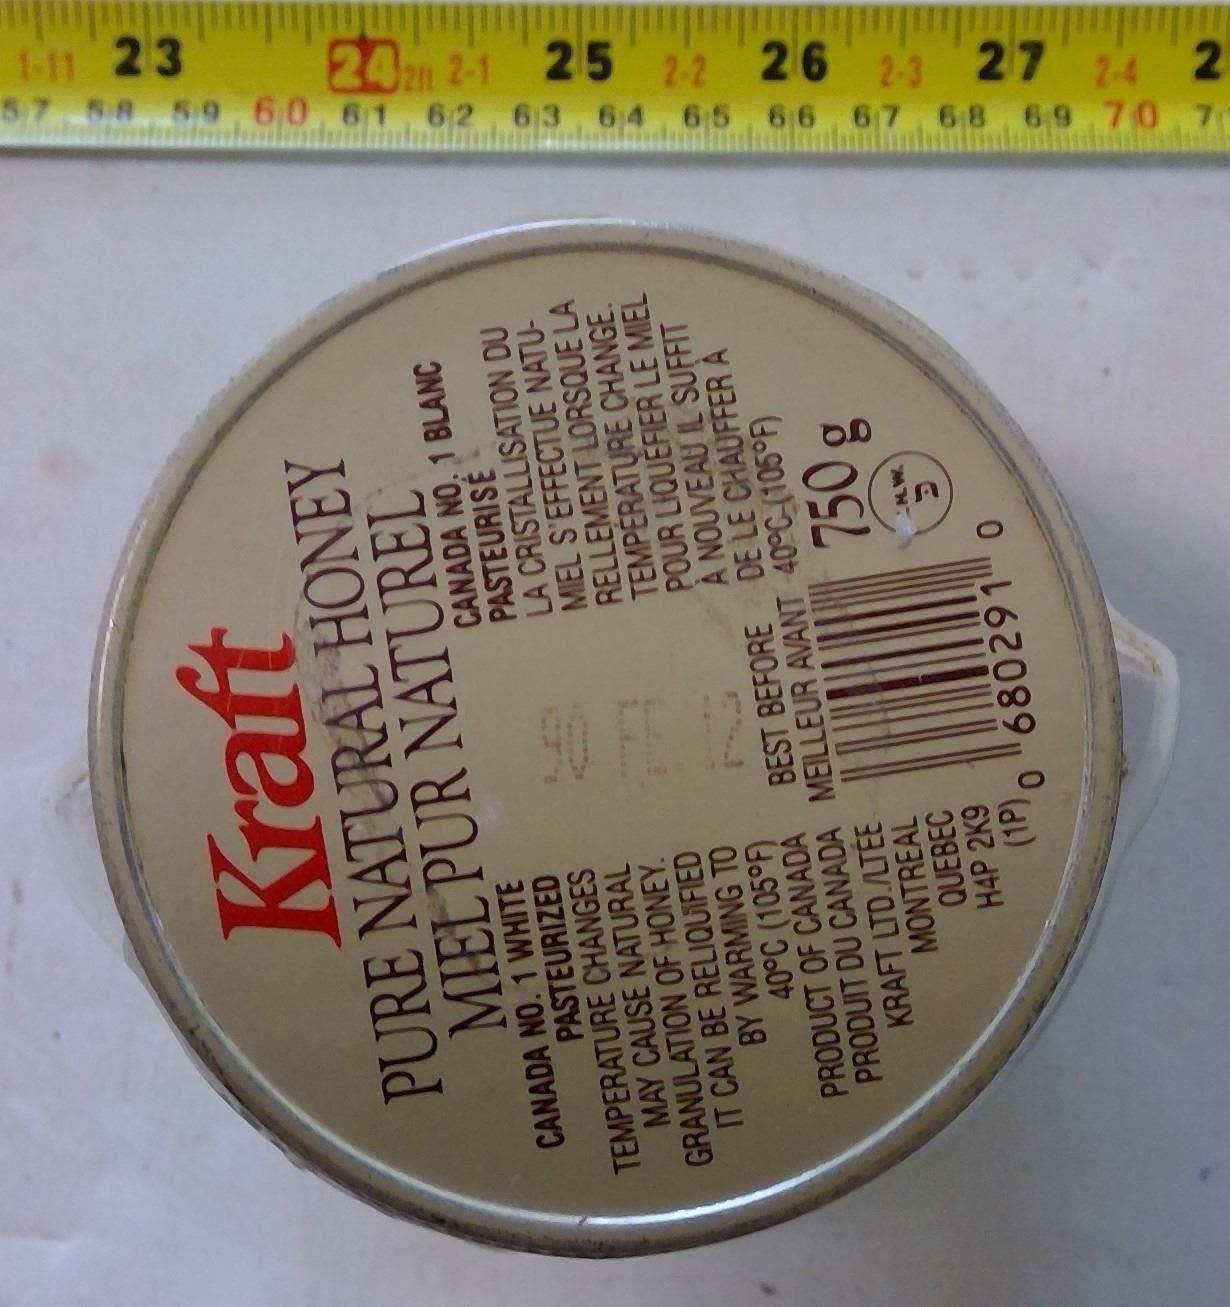 1-11 23 24 2ft 2-1 25 2-2 26 2-3 27 2-4
57 58 59 60 61 62 63 64 65 66 67 68 69 70
Kraft
PURE NATURAL HONEY
MIEL PUR NATUREL
CANADA NO. 1 WHITE
PASTEURIZED
TEMPERATURE CHANGES
MAY CAUSE NATURAL
GRANULATION OF HONEY.
IT CAN BE RELIQUIFIED
BY WARMING TO
40°C (105°F)
PRODUCT OF CANADA
PRODUIT DU CANADA
KRAFT LTD./LTÉE
MONTREAL
QUEBEC
H4P 2K9
(1P)
CANADA NO. 1 BLANC
PASTEURISÉ
LA CRISTALLISATION DU
MIEL S'EFFECTUE NATU-
RELLEMENT LORSQUE LA
TEMPERATURE CHANGE.
POUR LIQUEFIER LE MIEL
À NOUVEAU IL SUFFIT
DE LE CHAUFFER À
40°C (105°F)
BEST BEFORE
MEILLEUR AVANT
750 g
0 680291 0